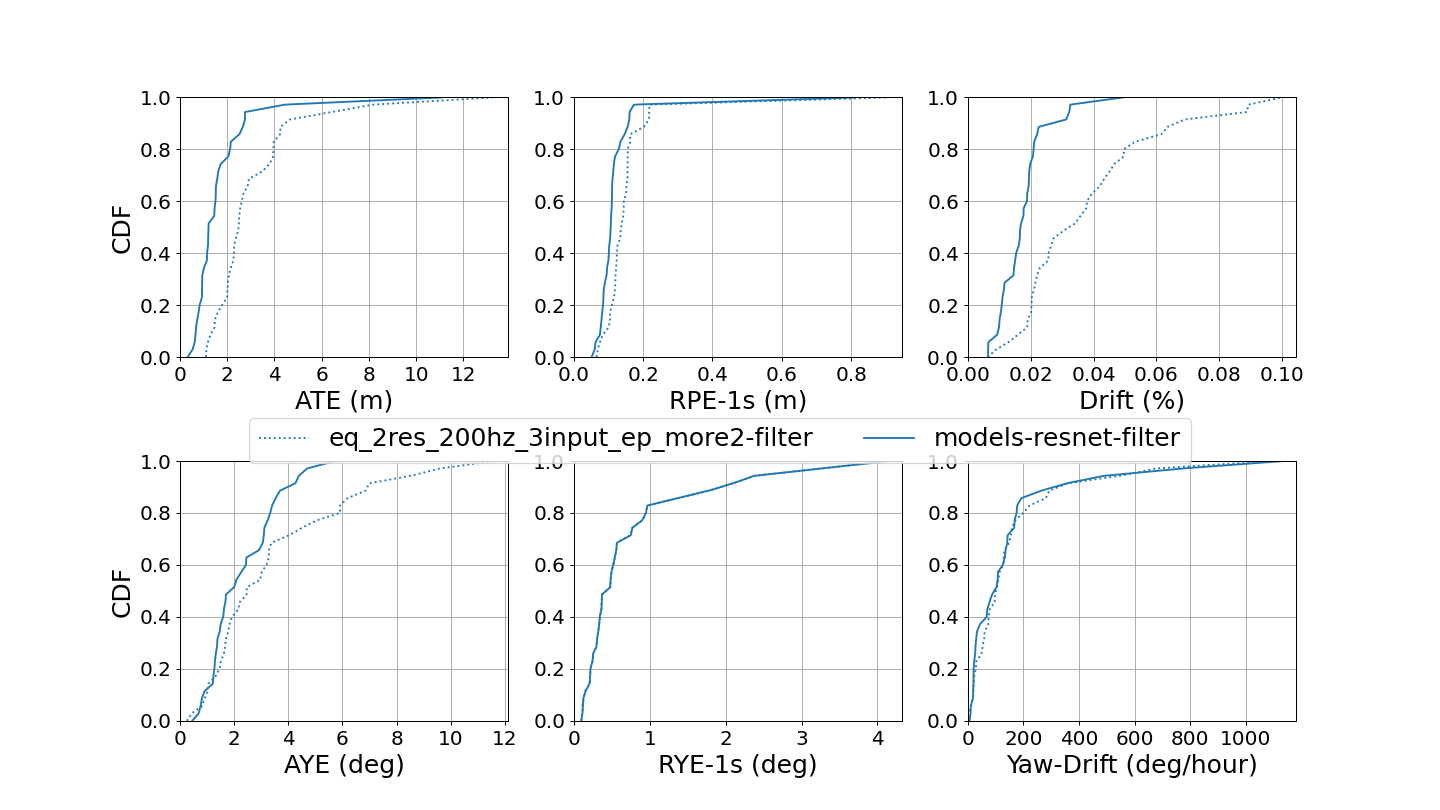 1.0 1.0 1.0
0.8 0.8 0.8
0.6 0.6 0.6
CDF
0.4 0.4 0.4
0.2 0.2 0.2
0.0 0.0 0.0
0 2 4 6 8 10 12 0.0 0.2 0.4 0.6 0.8 0.00 0.02 0.04 0.06 0.08 0.10
ATE (m) RPE-1s (m) Drift (%)
eq_2res_200hz_3input_ep_more2-filter models-resnet-filter
1.0 1.0 1.0
0.8 0.8 0.8
0.6 0.6 0.6
CDF
0.4 0.4 0.4
0.2 0.2 0.2
0.0 0.0 0.0
0 2 4 6 8 10 12 0 1 2 3 4 0 200 400 600 800 1000
AYE (deg) RYE-1s (deg) Yaw-Drift (deg/hour)